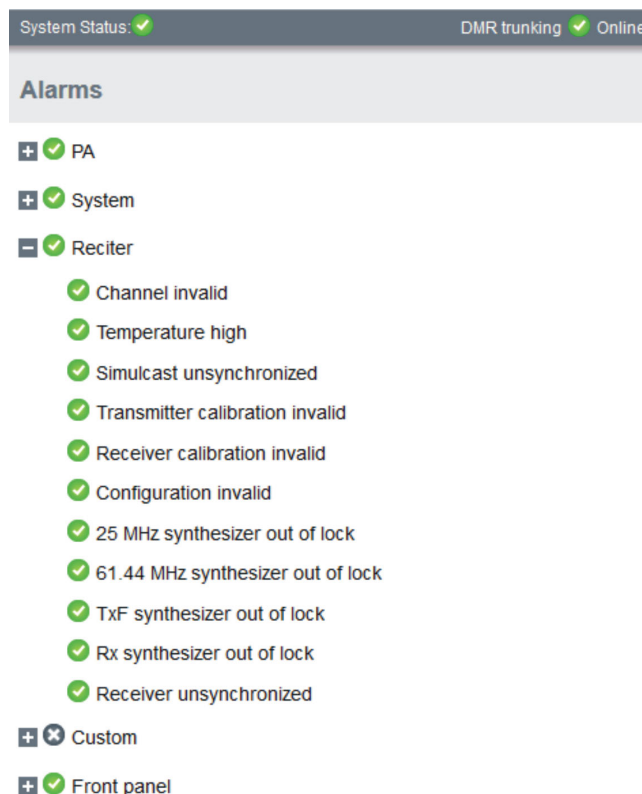 System Status: DMR trunking Online
Alarms
PA
System
Reciter
Channel invalid
Temperature high
Simulcast unsynchronized
Transmitter calibration invalid
Receiver calibration invalid
Configuration invalid
25 MHz synthesizer out of lock
61.44 MHz synthesizer out of lock
TxF synthesizer out of lock
Rx synthesizer out of lock
Receiver unsynchronized
Custom
Front panel